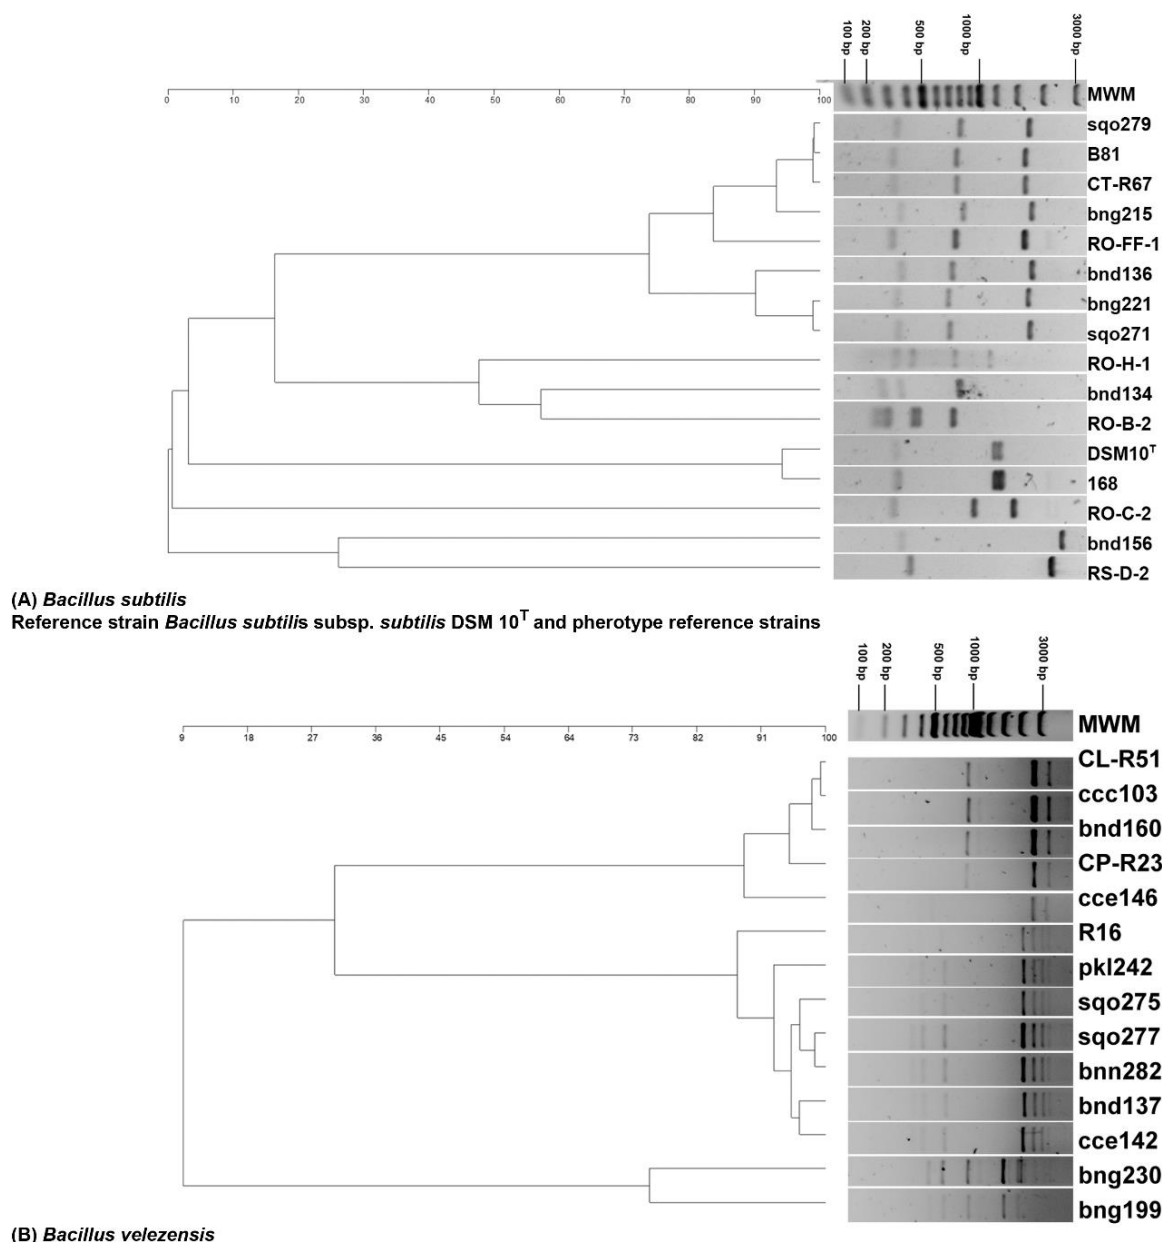 100 bp 200 bp 500 bp 1000 bp 3000 bp
0 10 20 30 40 50 60 70 80 90 100
MWM
sqo279
B81
CT-R67
bng215
RO-FF-1
bnd136
bng221
sqo271
RO-H-1
bnd134
RO-B-2
DSM10ᵀ
168
RO-C-2
bnd156
RS-D-2
(A) Bacillus subtilis
Reference strain Bacillus subtilis subsp. subtilis DSM 10ᵀ and pherotype reference strains
100 bp 200 bp 500 bp 1000 bp 3000 bp
9 18 27 36 45 54 64 73 82 91 100
MWM
CL-R51
ccc103
bnd160
CP-R23
cce146
R16
pkl242
sqo275
sqo277
bnn282
bnd137
cce142
bng230
bng199
(B) Bacillus velezensis